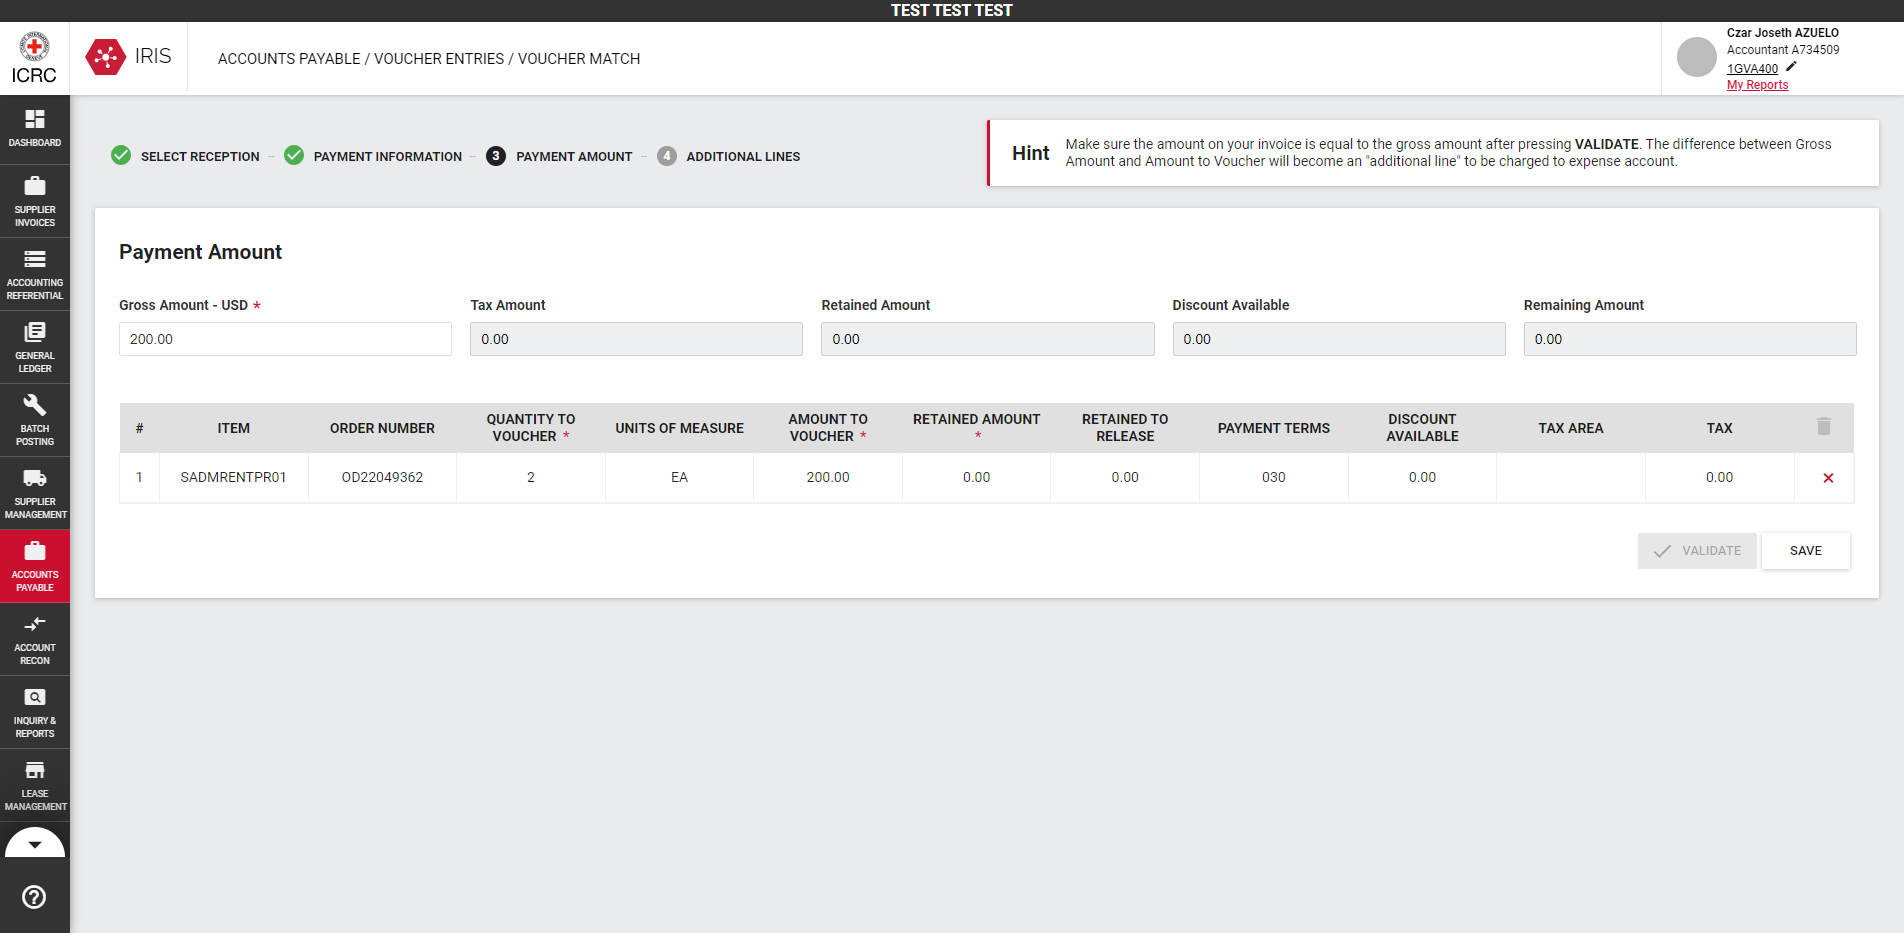 TEST TEST TEST
ICRC
IRIS
ACCOUNTS PAYABLE / VOUCHER ENTRIES / VOUCHER MATCH
Czar Joseth AZUELO
Accountant A734509
1GVA400
My Reports
DASHBOARD
SUPPLIER
INVOICES
ACCOUNTING
REFERENTIAL
GENERAL
LEDGER
BATCH
POSTING
SUPPLIER
MANAGEMENT
ACCOUNTS
PAYABLE
ACCOUNT
RECON
INQUIRY &
REPORTS
LEASE
MANAGEMENT
SELECT RECEPTION – PAYMENT INFORMATION – 3 PAYMENT AMOUNT – 4 ADDITIONAL LINES
Hint
Make sure the amount on your invoice is equal to the gross amount after pressing VALIDATE. The difference between Gross
Amount and Amount to Voucher will become an "additional line" to be charged to expense account.
Payment Amount
Gross Amount - USD * Tax Amount Retained Amount Discount Available Remaining Amount
200.00 0.00 0.00 0.00 0.00
# ITEM ORDER NUMBER QUANTITY TO VOUCHER * UNITS OF MEASURE AMOUNT TO VOUCHER * RETAINED AMOUNT * RETAINED TO RELEASE PAYMENT TERMS DISCOUNT AVAILABLE TAX AREA TAX
1 SADMRENTPR01 OD22049362 2 EA 200.00 0.00 0.00 030 0.00 0.00
VALIDATE SAVE